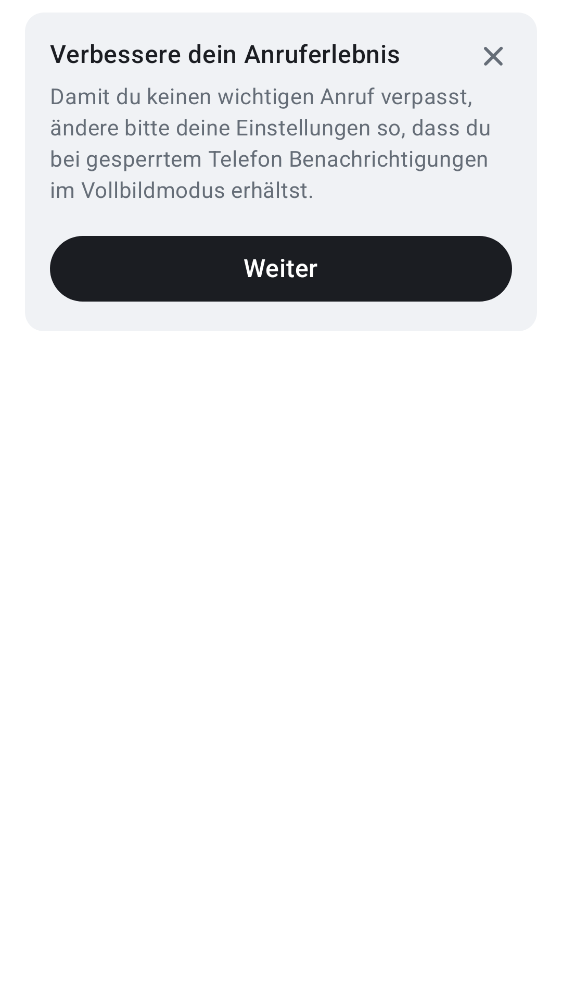 Verbessere dein Anruferlebnis
Damit du keinen wichtigen Anruf verpasst,
ändere bitte deine Einstellungen so, dass du
bei gesperrtem Telefon Benachrichtigungen
im Vollbildmodus erhältst.
Weiter